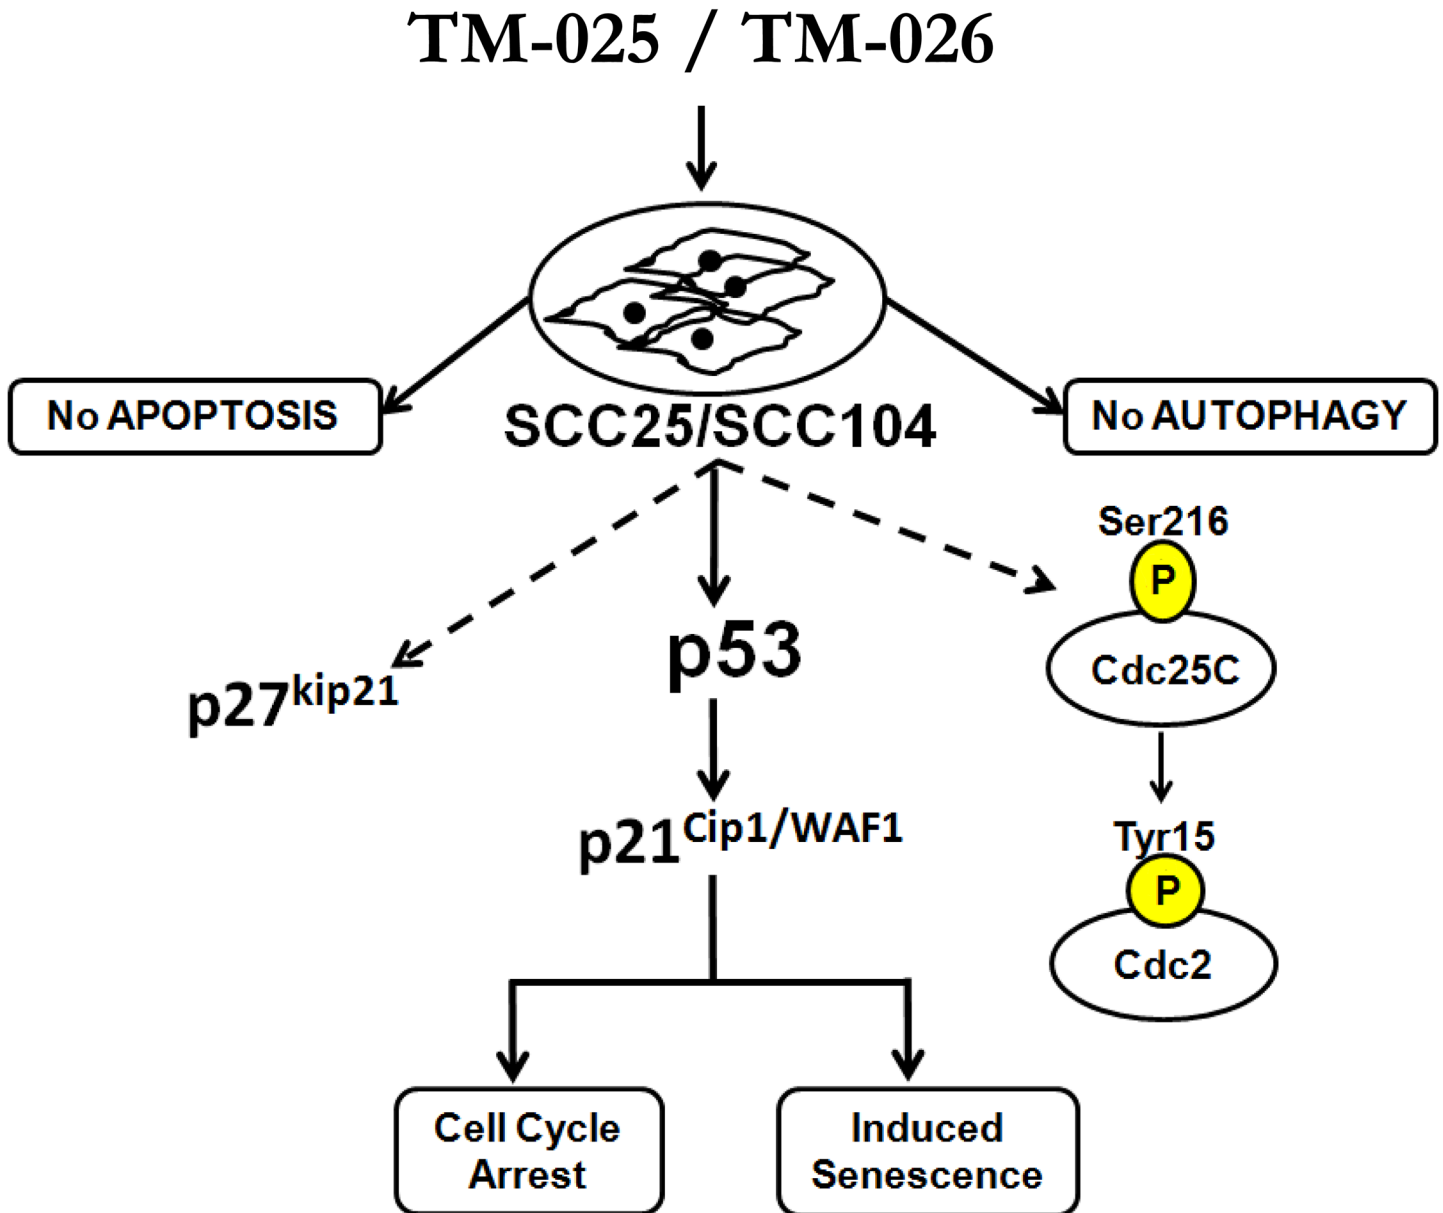 TM-025 / TM-026
No APOPTOSIS
SCC25/SCC104
No AUTOPHAGY
Ser216
P
Cdc25C
p53
p27kip21
p21Cip1/WAF1
Tyr15
P
Cdc2
Cell Cycle
Arrest
Induced
Senescence